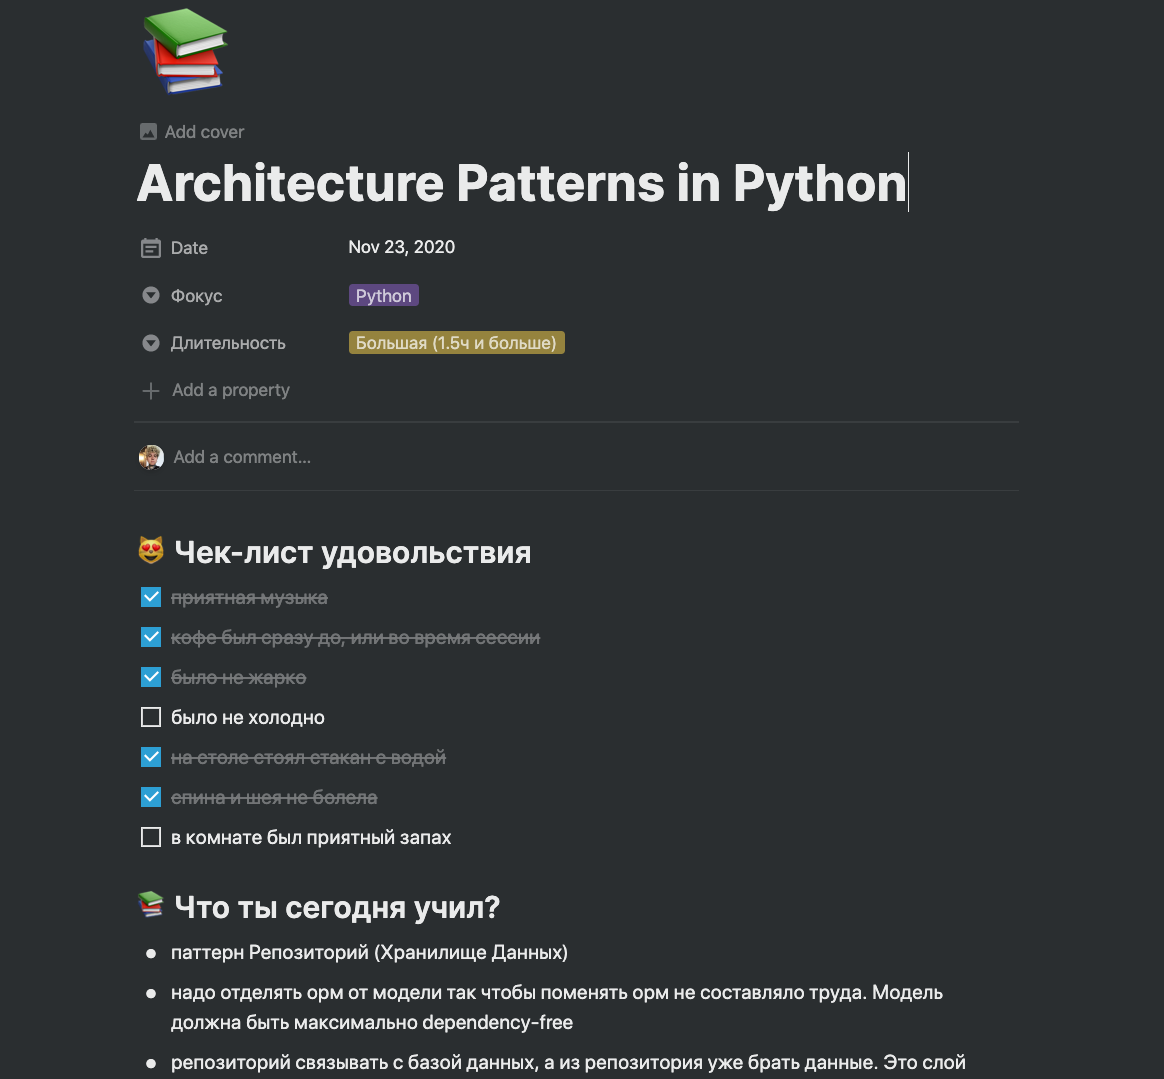 Add cover
Architecture Patterns in Python
Date Nov 23, 2020
Фокус Python
Длительность Большая (1.5ч и больше)
Add a property
Add a comment...
Чек-лист удовольствия
приятная музыка
кофе был сразу до, или во время сессии
было не жарко
было не холодно
на столе стоял стакан с водой
спина и шея не болела
в комнате был приятный запах
Что ты сегодня учил?
паттерн Репозиторий (Хранилище Данных)
надо отделять орм от модели так чтобы поменять орм не составляло труда. Модель
должна быть максимально dependency-free
репозиторий связывать с базой данных, а из репозитория уже брать данные. Это слой